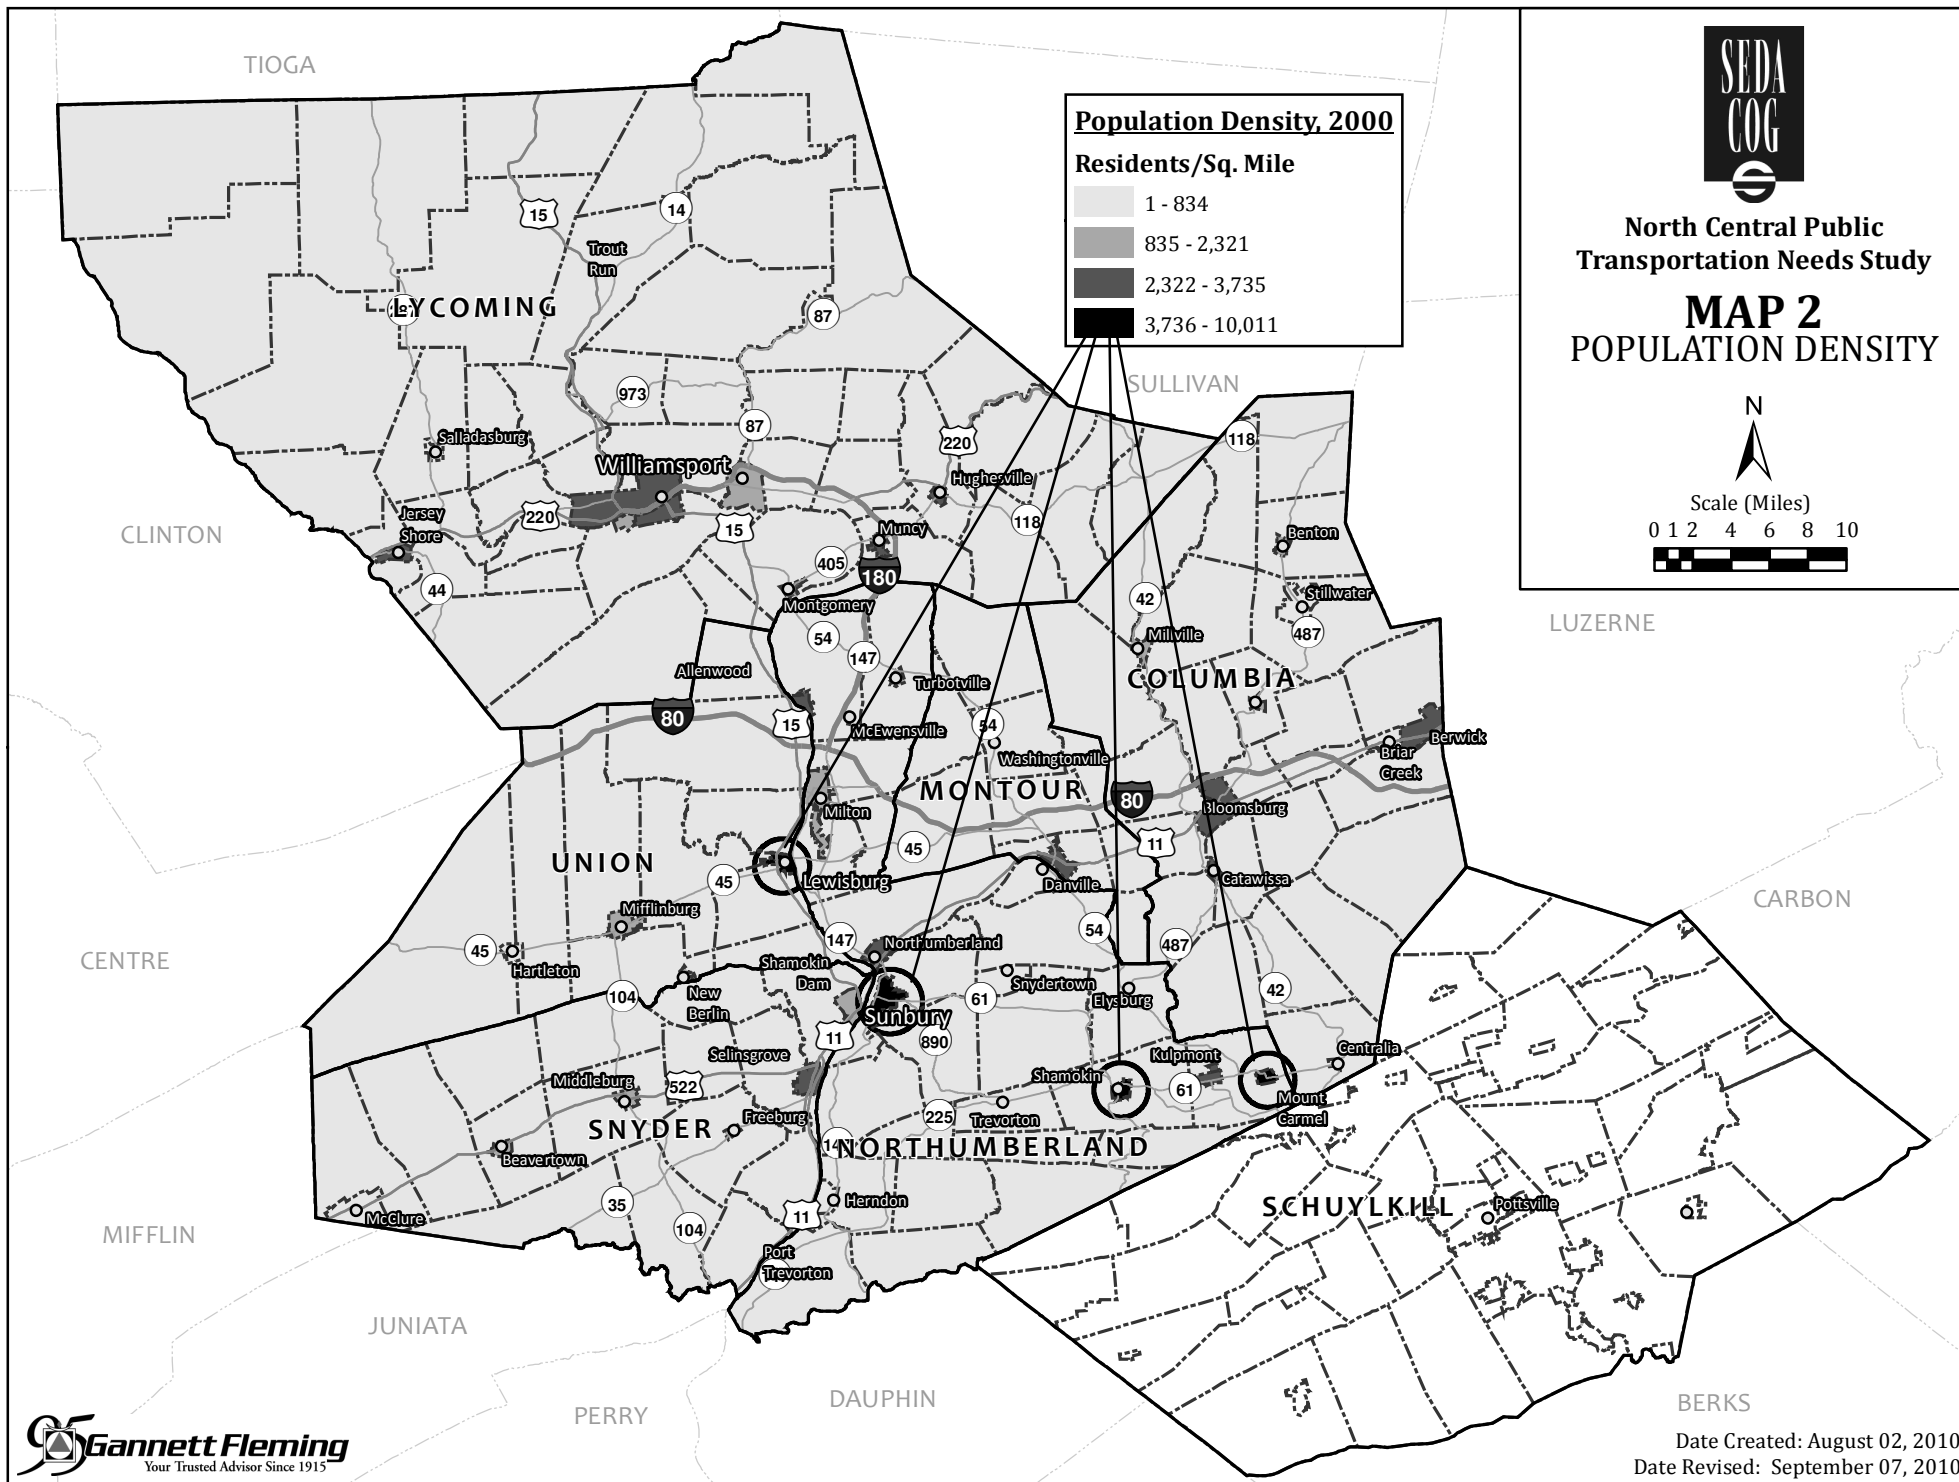 TIOGA
SEDA
COG
North Central Public
Transportation Needs Study
MAP 2
POPULATION DENSITY
N
Scale (Miles)
0 1 2 4 6 8 10
Population Density, 2000
Residents/Sq. Mile
1 - 834
835 - 2,321
2,322 - 3,735
3,736 - 10,011
15
14
Trout
Run
LYCOMING
87
SULLIVAN
973
87
220
118
Salladasburg
Williamsport
Hughesville
Jersey
Shore
220
15
118
Muncy
CLINTON
Benton
405
180
44
Montgomery
42
Stillwater
54
487
LUZERNE
147
Millville
Allenwood
Turbotville
COLUMBIA
80
15
McEwensville
54
Berwick
Washingtonville
Briar
Creek
MONTOUR
80
Bloomsburg
Milton
11
45
UNION
45
Lewisburg
Danville
Catawissa
CARBON
Mifflinburg
147
54
487
45
Northumberland
CENTRE
Hartleton
Shamokin
Dam
Snydertown
New
Berlin
104
61
Elysburg
42
Sunbury
11
890
Selinsgrove
Centralia
Kulpmont
Middleburg
522
Shamokin
61
Mount
Carmel
Freeburg
225
Trevorton
SNYDER
NORTHUMBERLAND
Beavertown
35
Herndon
SCHUYLKILL
Pottsville
McClure
11
104
MIFFLIN
Port
Trevorton
JUNIATA
PERRY
DAUPHIN
BERKS
95 Gannett Fleming
Your Trusted Advisor Since 1915
Date Created: August 02, 2010
Date Revised: September 07, 2010